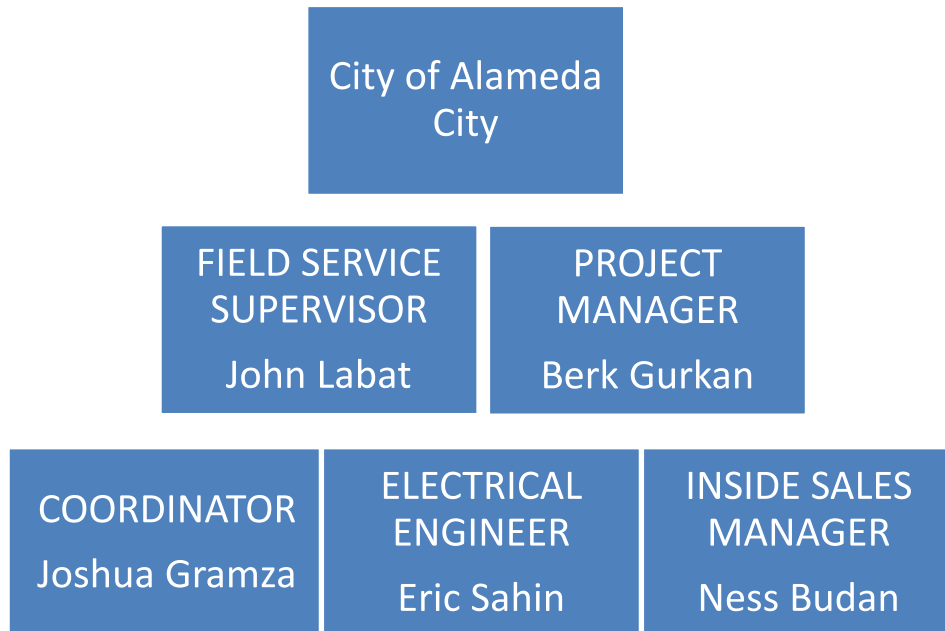 City of Alameda
City
FIELD SERVICE
SUPERVISOR
John Labat
PROJECT
MANAGER
Berk Gurkan
COORDINATOR
Joshua Gramza
ELECTRICAL
ENGINEER
Eric Sahin
INSIDE SALES
MANAGER
Ness Budan